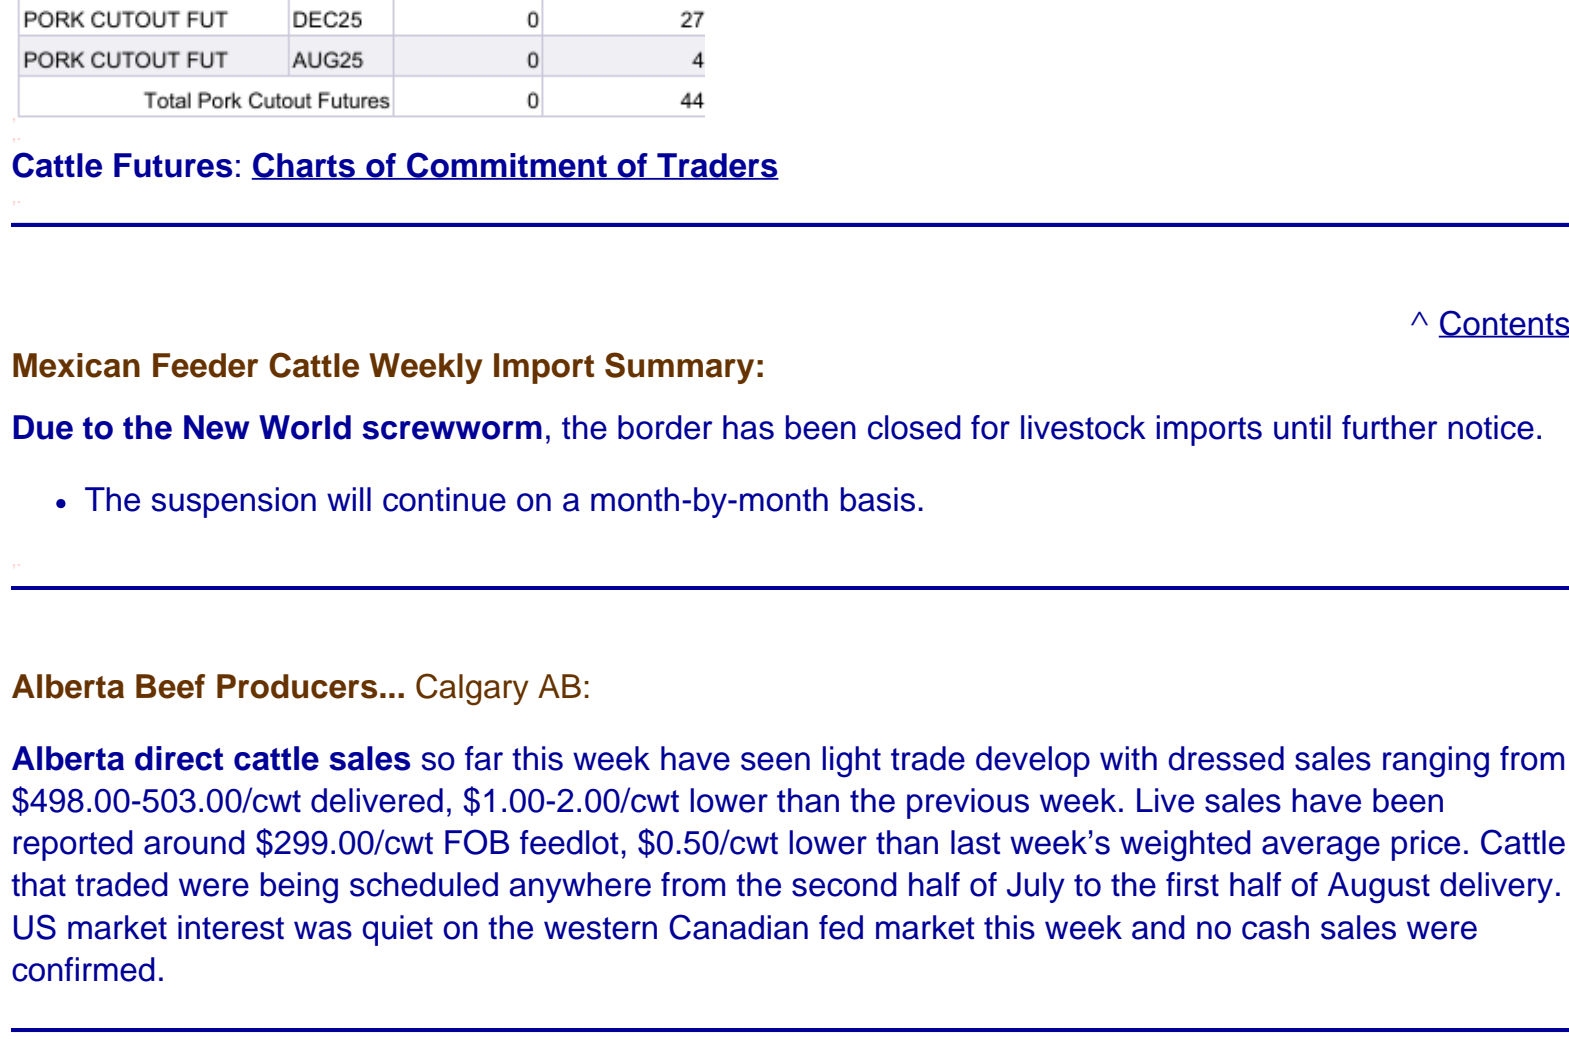 PORK CUTOUT FUT DEC25 0 27
PORK CUTOUT FUT AUG25 0 4
Total Pork Cutout Futures 0 44
Cattle Futures: Charts of Commitment of Traders
^ Contents
Mexican Feeder Cattle Weekly Import Summary:
Due to the New World screwworm, the border has been closed for livestock imports until further notice.
• The suspension will continue on a month-by-month basis.
Alberta Beef Producers... Calgary AB:
Alberta direct cattle sales so far this week have seen light trade develop with dressed sales ranging from
$498.00-503.00/cwt delivered, $1.00-2.00/cwt lower than the previous week. Live sales have been
reported around $299.00/cwt FOB feedlot, $0.50/cwt lower than last week’s weighted average price. Cattle
that traded were being scheduled anywhere from the second half of July to the first half of August delivery.
US market interest was quiet on the western Canadian fed market this week and no cash sales were
confirmed.